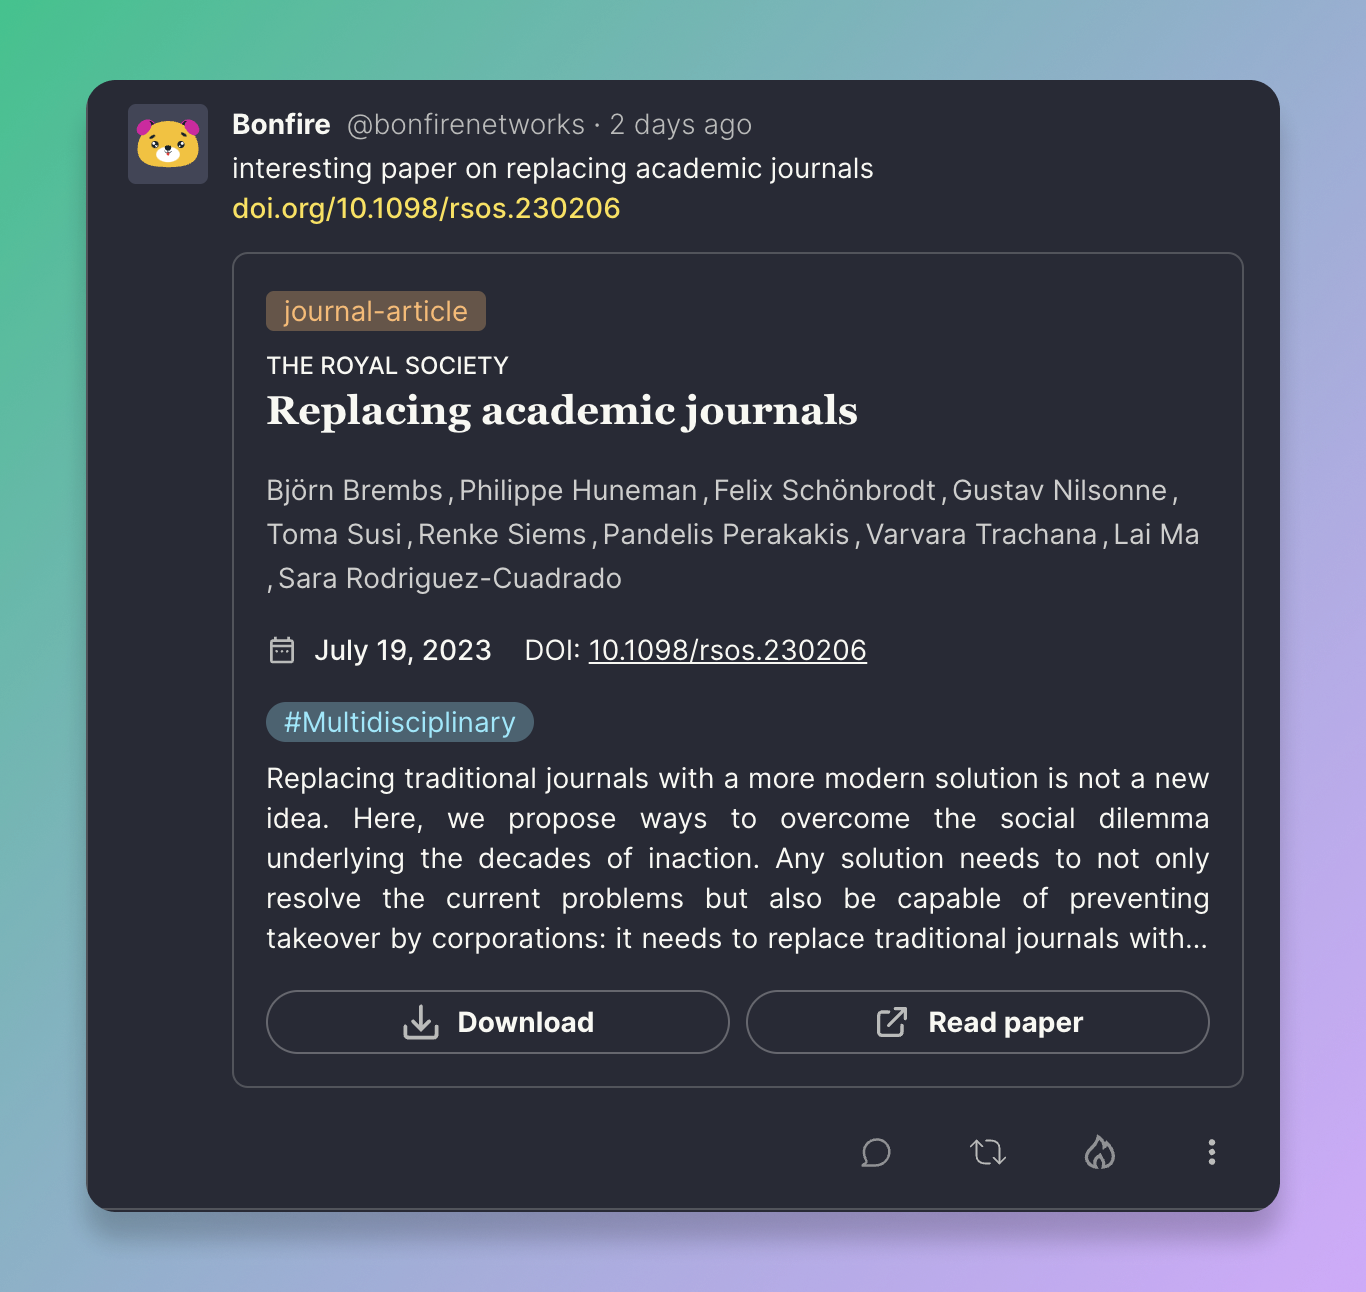 Bonfire @bonfirenetworks · 2 days ago
interesting paper on replacing academic journals
doi.org/10.1098/rsos.230206
journal-article
THE ROYAL SOCIETY
Replacing academic journals
Björn Brembs , Philippe Huneman , Felix Schönbrodt , Gustav Nilsonne ,
Toma Susi , Renke Siems , Pandelis Perakakis , Varvara Trachana , Lai Ma
, Sara Rodriguez-Cuadrado
July 19, 2023 DOI: 10.1098/rsos.230206
#Multidisciplinary
Replacing traditional journals with a more modern solution is not a new
idea. Here, we propose ways to overcome the social dilemma
underlying the decades of inaction. Any solution needs to not only
resolve the current problems but also be capable of preventing
takeover by corporations: it needs to replace traditional journals with...
Download
Read paper